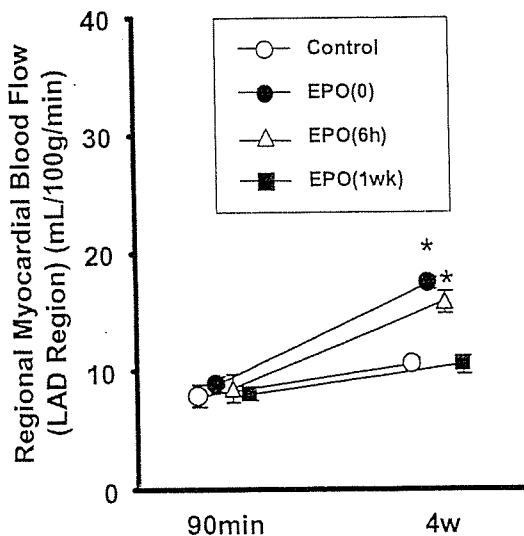 Regional Myocardial Blood Flow
(LAD Region) (mL/100g/min)
40
30
20
10
0
Control
EPO(0)
EPO(6h)
EPO(1wk)
*
*
90min
4w